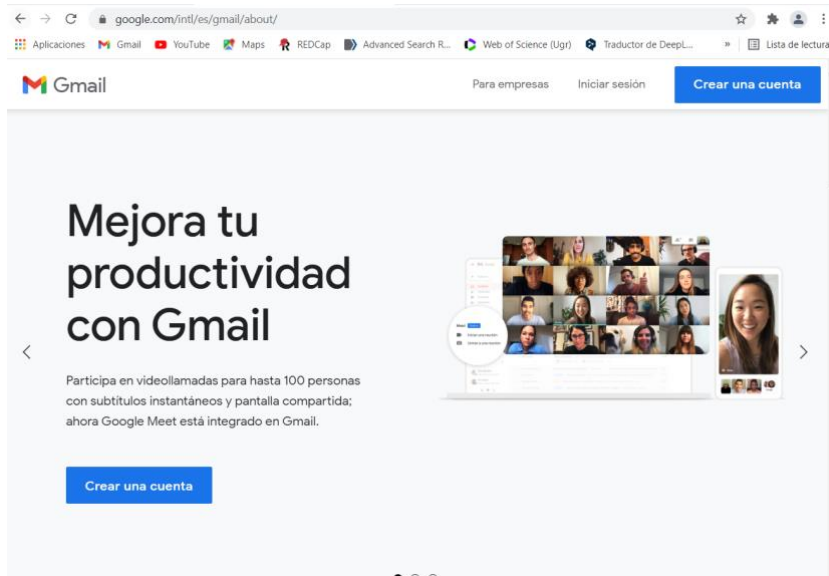 google.com/intl/es/gmail/about/
Aplicaciones Gmail YouTube Maps REDCap Advanced Search R... Web of Science (Ugr) Traductor de DeepL... » Lista de lectura
Gmail Para empresas Iniciar sesión Crear una cuenta
Mejora tu
productividad
con Gmail
Participa en videollamadas para hasta 100 personas
con subtítulos instantáneos y pantalla compartida;
ahora Google Meet está integrado en Gmail.
Crear una cuenta